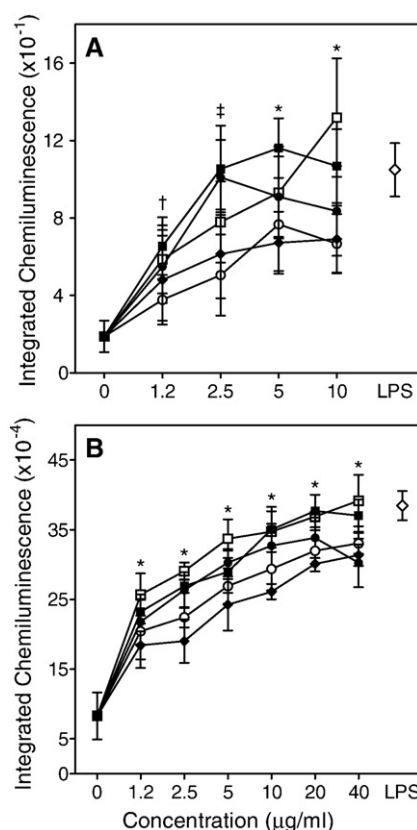 A
Integrated Chemiluminescence (x10-1)
16
12
8
4
0
†
‡
*
*
0 1.2 2.5 5 10 LPS
B
Integrated Chemiluminescence (x10-4)
45
35
25
15
5
0
* * * * * *
0 1.2 2.5 5 10 20 40 LPS
Concentration (µg/ml)